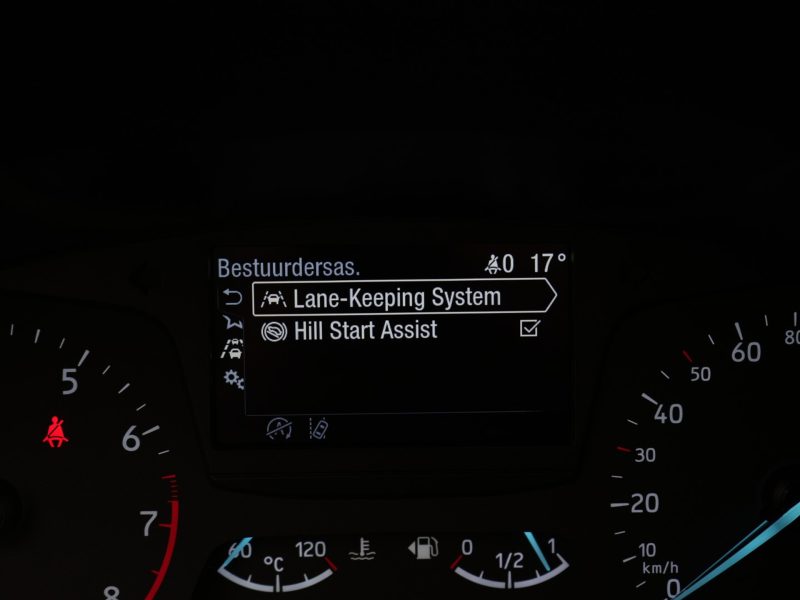 Bestuurdersas.
0 17°
Lane-Keeping System
Hill Start Assist
5
6
7
8
60 120
°C
0 1/2 1
80
60
50
40
30
20
10
km/h
0